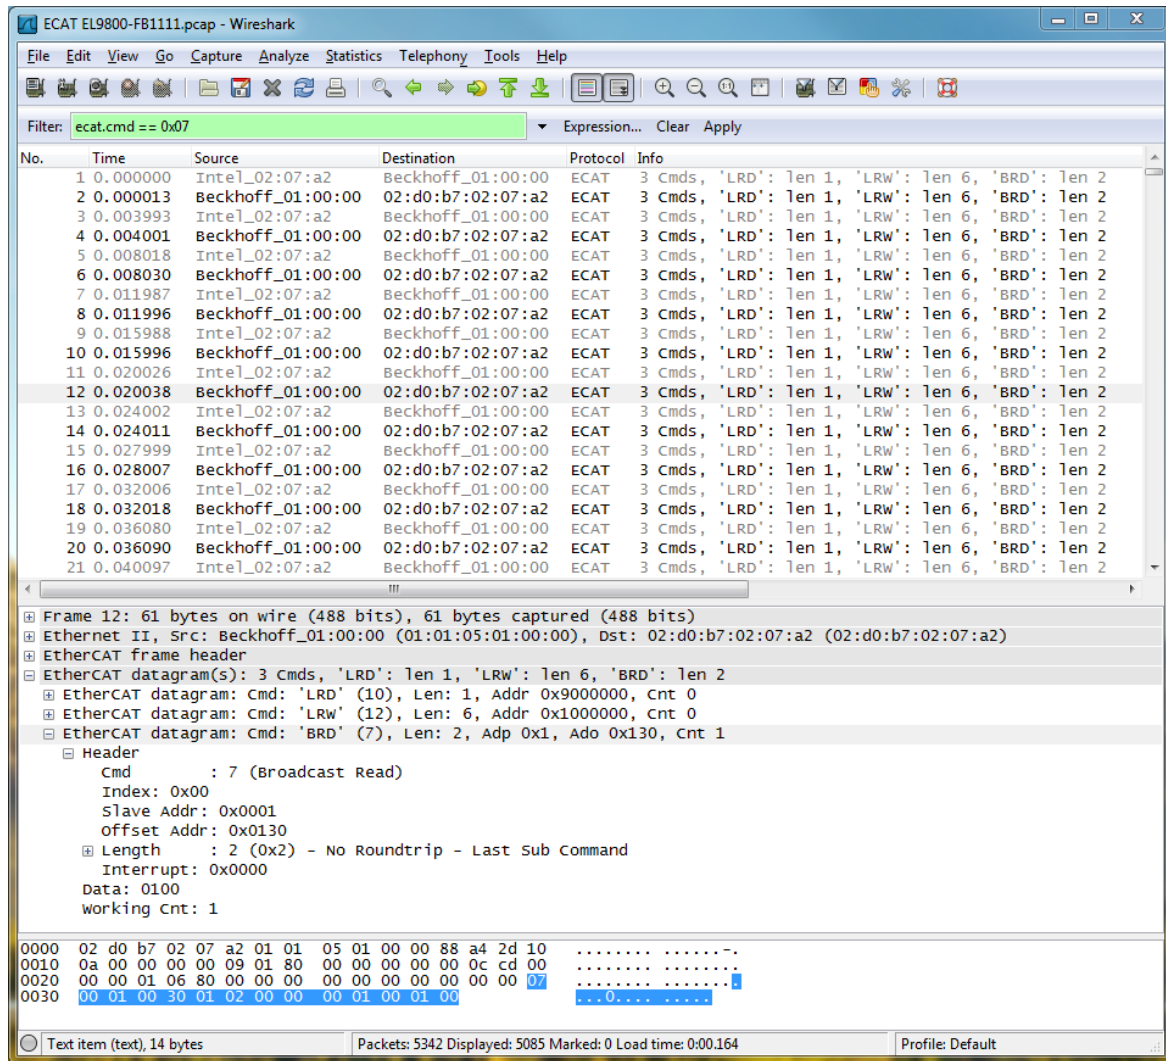 ECAT EL9800-FB1111.pcap - Wireshark
File Edit View Go Capture Analyze Statistics Telephony Tools Help
Filter: ecat.cmd == 0x07 Expression... Clear Apply
No. Time Source Destination Protocol Info
1 0.000000 Intel_02:07:a2 Beckhoff_01:00:00 ECAT 3 Cmds, 'LRD': len 1, 'LRW': len 6, 'BRD': len 2
2 0.000013 Beckhoff_01:00:00 02:d0:b7:02:07:a2 ECAT 3 Cmds, 'LRD': len 1, 'LRW': len 6, 'BRD': len 2
3 0.003993 Intel_02:07:a2 Beckhoff_01:00:00 ECAT 3 Cmds, 'LRD': len 1, 'LRW': len 6, 'BRD': len 2
4 0.004001 Beckhoff_01:00:00 02:d0:b7:02:07:a2 ECAT 3 Cmds, 'LRD': len 1, 'LRW': len 6, 'BRD': len 2
5 0.008018 Intel_02:07:a2 Beckhoff_01:00:00 ECAT 3 Cmds, 'LRD': len 1, 'LRW': len 6, 'BRD': len 2
6 0.008030 Beckhoff_01:00:00 02:d0:b7:02:07:a2 ECAT 3 Cmds, 'LRD': len 1, 'LRW': len 6, 'BRD': len 2
7 0.011987 Intel_02:07:a2 Beckhoff_01:00:00 ECAT 3 Cmds, 'LRD': len 1, 'LRW': len 6, 'BRD': len 2
8 0.011996 Beckhoff_01:00:00 02:d0:b7:02:07:a2 ECAT 3 Cmds, 'LRD': len 1, 'LRW': len 6, 'BRD': len 2
9 0.015988 Intel_02:07:a2 Beckhoff_01:00:00 ECAT 3 Cmds, 'LRD': len 1, 'LRW': len 6, 'BRD': len 2
10 0.015996 Beckhoff_01:00:00 02:d0:b7:02:07:a2 ECAT 3 Cmds, 'LRD': len 1, 'LRW': len 6, 'BRD': len 2
11 0.020026 Intel_02:07:a2 Beckhoff_01:00:00 ECAT 3 Cmds, 'LRD': len 1, 'LRW': len 6, 'BRD': len 2
12 0.020038 Beckhoff_01:00:00 02:d0:b7:02:07:a2 ECAT 3 Cmds, 'LRD': len 1, 'LRW': len 6, 'BRD': len 2
13 0.024002 Intel_02:07:a2 Beckhoff_01:00:00 ECAT 3 Cmds, 'LRD': len 1, 'LRW': len 6, 'BRD': len 2
14 0.024011 Beckhoff_01:00:00 02:d0:b7:02:07:a2 ECAT 3 Cmds, 'LRD': len 1, 'LRW': len 6, 'BRD': len 2
15 0.027999 Intel_02:07:a2 Beckhoff_01:00:00 ECAT 3 Cmds, 'LRD': len 1, 'LRW': len 6, 'BRD': len 2
16 0.028007 Beckhoff_01:00:00 02:d0:b7:02:07:a2 ECAT 3 Cmds, 'LRD': len 1, 'LRW': len 6, 'BRD': len 2
17 0.032006 Intel_02:07:a2 Beckhoff_01:00:00 ECAT 3 Cmds, 'LRD': len 1, 'LRW': len 6, 'BRD': len 2
18 0.032018 Beckhoff_01:00:00 02:d0:b7:02:07:a2 ECAT 3 Cmds, 'LRD': len 1, 'LRW': len 6, 'BRD': len 2
19 0.036080 Intel_02:07:a2 Beckhoff_01:00:00 ECAT 3 Cmds, 'LRD': len 1, 'LRW': len 6, 'BRD': len 2
20 0.036090 Beckhoff_01:00:00 02:d0:b7:02:07:a2 ECAT 3 Cmds, 'LRD': len 1, 'LRW': len 6, 'BRD': len 2
21 0.040097 Intel_02:07:a2 Beckhoff_01:00:00 ECAT 3 Cmds, 'LRD': len 1, 'LRW': len 6, 'BRD': len 2
Frame 12: 61 bytes on wire (488 bits), 61 bytes captured (488 bits)
Ethernet II, Src: Beckhoff_01:00:00 (01:01:05:01:00:00), Dst: 02:d0:b7:02:07:a2 (02:d0:b7:02:07:a2)
EtherCAT frame header
EtherCAT datagram(s): 3 Cmds, 'LRD': len 1, 'LRW': len 6, 'BRD': len 2
EtherCAT datagram: Cmd: 'LRD' (10), Len: 1, Addr 0x9000000, Cnt 0
EtherCAT datagram: Cmd: 'LRW' (12), Len: 6, Addr 0x1000000, Cnt 0
EtherCAT datagram: Cmd: 'BRD' (7), Len: 2, Adp 0x1, Ado 0x130, Cnt 1
Header
Cmd : 7 (Broadcast Read)
Index: 0x00
Slave Addr: 0x0001
Offset Addr: 0x0130
Length : 2 (0x2) - No Roundtrip - Last Sub Command
Interrupt: 0x0000
Data: 0100
Working Cnt: 1
0000 02 d0 b7 02 07 a2 01 01 05 01 00 00 88 a4 2d 10 ........ ......-.
0010 0a 00 00 00 00 09 01 80 00 00 00 00 00 0c cd 00 ........ ........
0020 00 00 01 06 80 00 00 00 00 00 00 00 00 00 00 07 ........ ........
0030 00 01 00 30 01 02 00 00 00 01 00 01 00 ...0.... .....
Text item (text), 14 bytes Packets: 5342 Displayed: 5085 Marked: 0 Load time: 0:00.164 Profile: Default